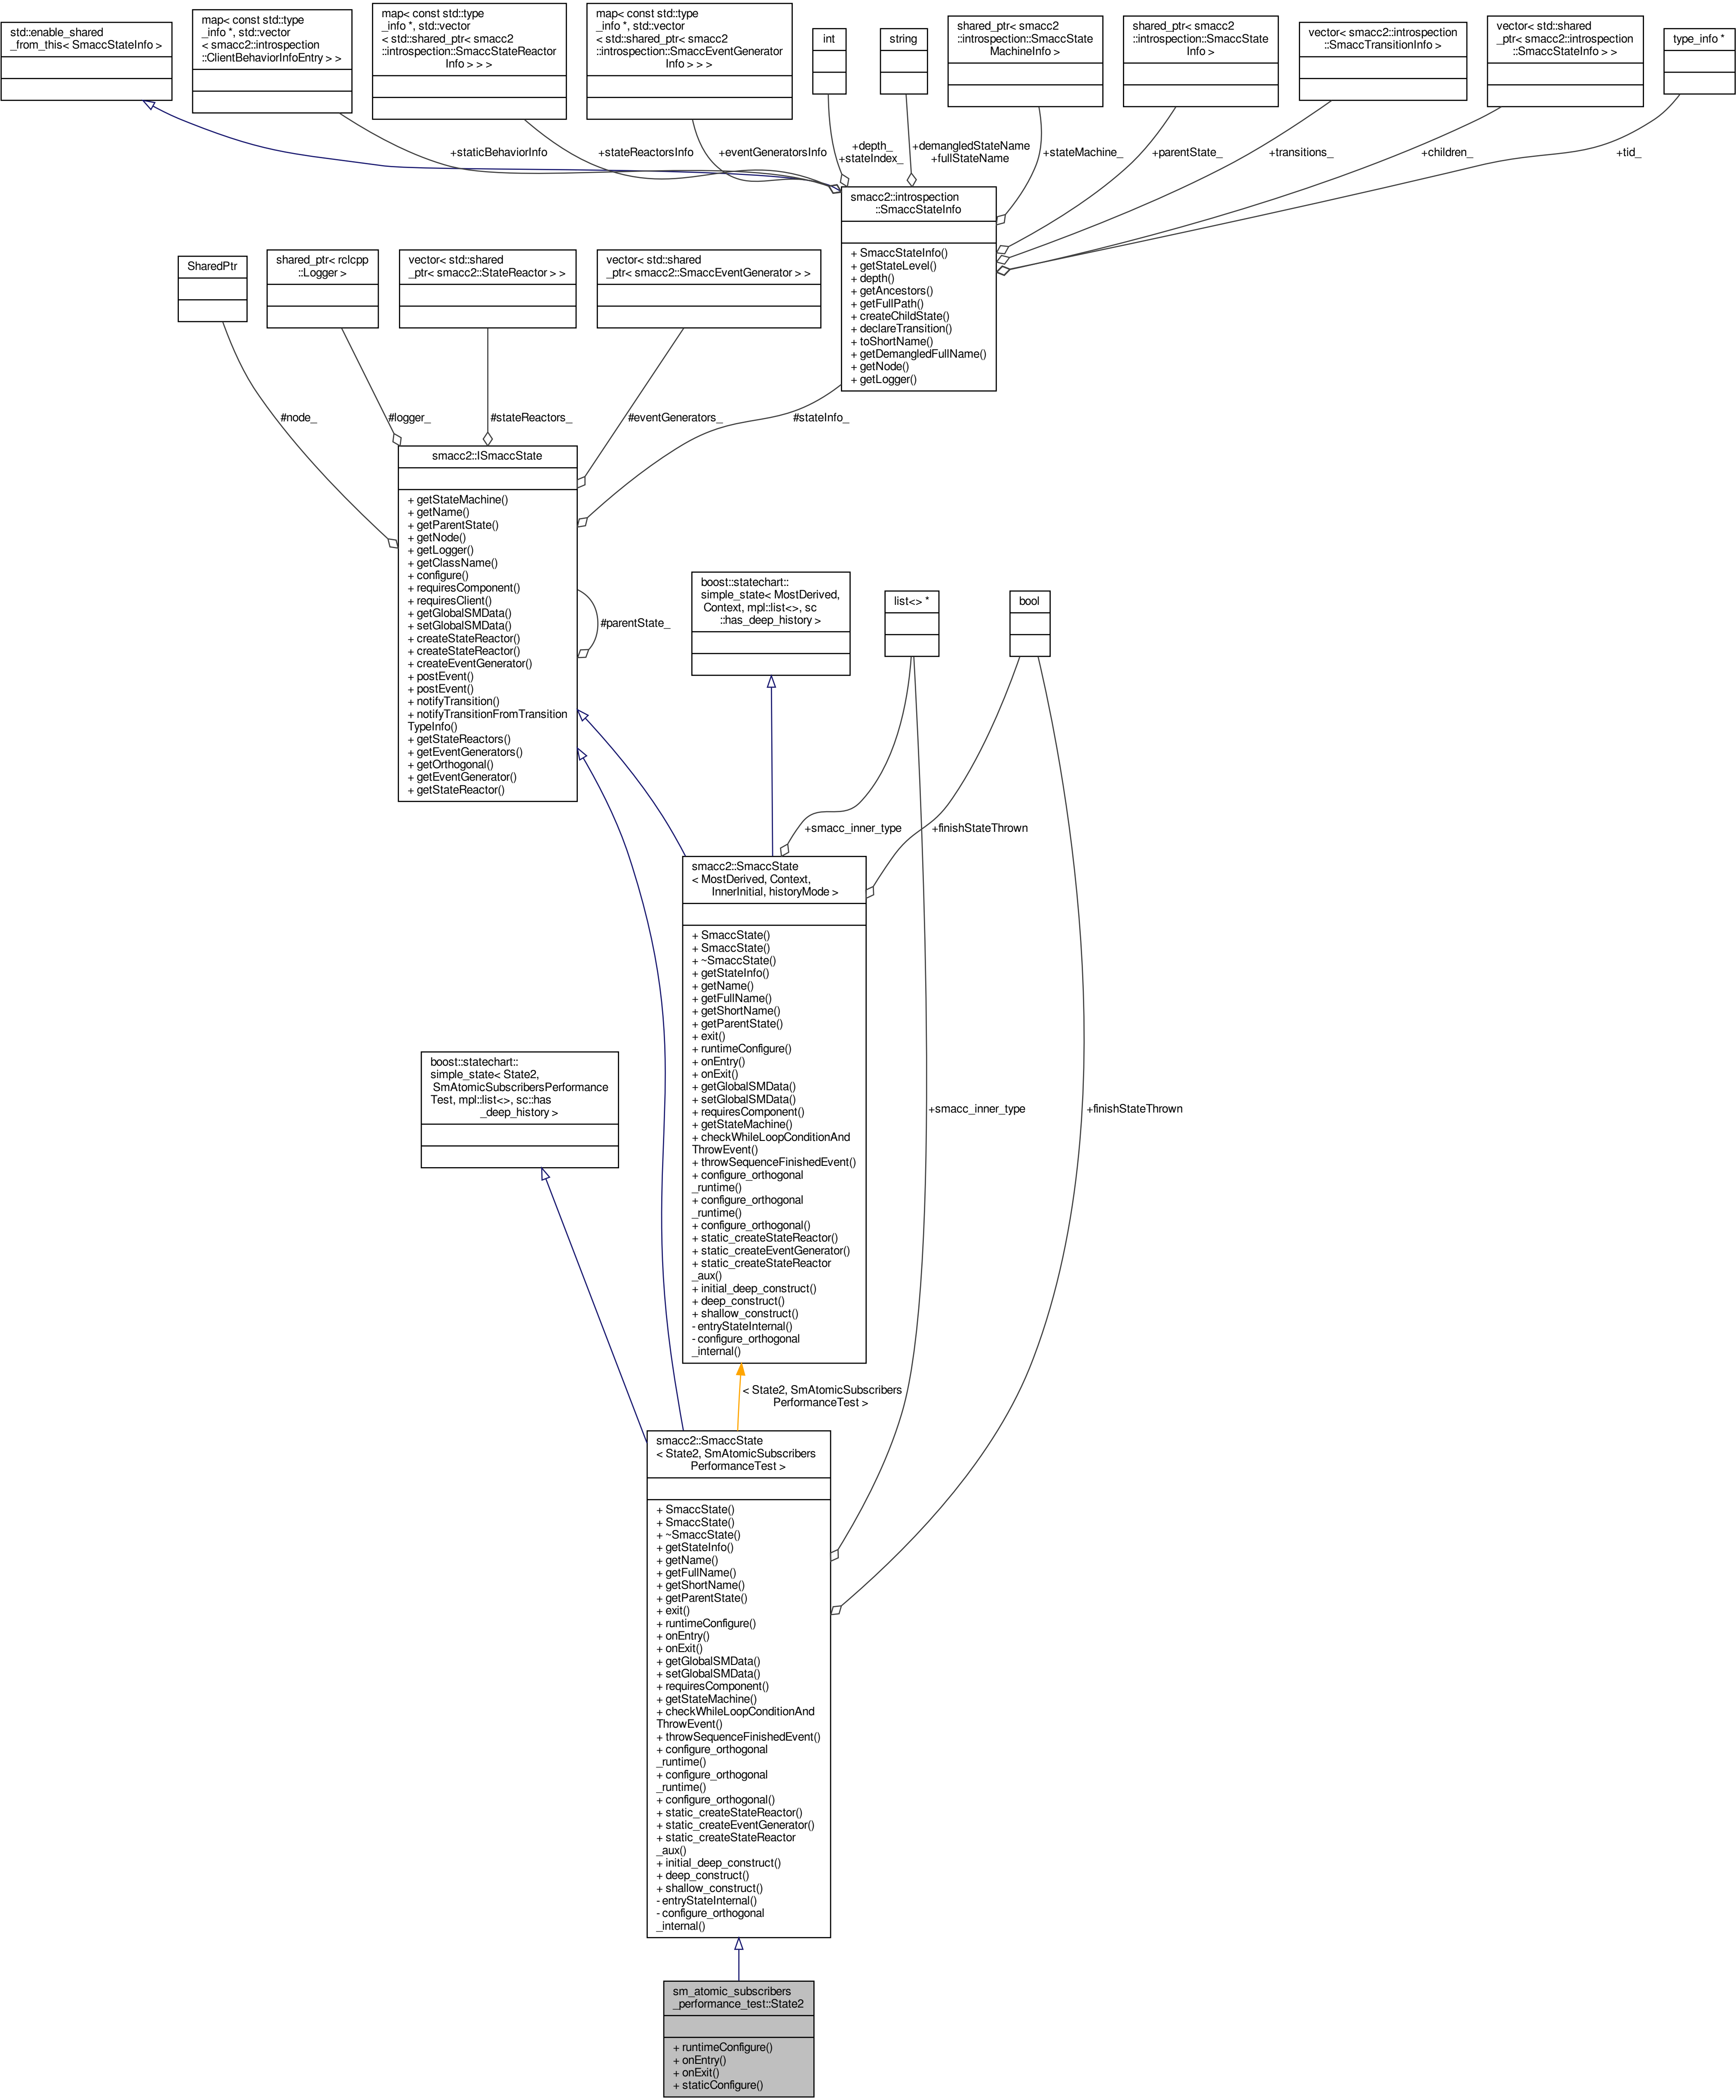 std::enable_shared
_from_this< SmaccStateInfo >
map< const std::type
_info *, std::vector
< smacc2::introspection
::ClientBehaviorInfoEntry > >
map< const std::type
_info *, std::vector
< std::shared_ptr< smacc2
::introspection::SmaccStateReactor
Info > > >
map< const std::type
_info *, std::vector
< std::shared_ptr< smacc2
::introspection::SmaccEventGenerator
Info > > >
int
string
shared_ptr< smacc2
::introspection::SmaccState
MachineInfo >
shared_ptr< smacc2
::introspection::SmaccState
Info >
vector< smacc2::introspection
::SmaccTransitionInfo >
vector< std::shared
_ptr< smacc2::introspection
::SmaccStateInfo > >
type_info *
+staticBehaviorInfo
+stateReactorsInfo
+eventGeneratorsInfo
+depth_
+stateIndex_
+demangledStateName
+fullStateName
+stateMachine_
+parentState_
+transitions_
+children_
+tid_
smacc2::introspection
::SmaccStateInfo
+ SmaccStateInfo()
+ getStateLevel()
+ depth()
+ getAncestors()
+ getFullPath()
+ createChildState()
+ declareTransition()
+ toShortName()
+ getDemangledFullName()
+ getNode()
+ getLogger()
SharedPtr
shared_ptr< rclcpp
::Logger >
vector< std::shared
_ptr< smacc2::StateReactor > >
vector< std::shared
_ptr< smacc2::SmaccEventGenerator > >
#node_
#logger_
#stateReactors_
#eventGenerators_
#stateInfo_
smacc2::ISmaccState
+ getStateMachine()
+ getName()
+ getParentState()
+ getNode()
+ getLogger()
+ getClassName()
+ configure()
+ requiresComponent()
+ requiresClient()
+ getGlobalSMData()
+ setGlobalSMData()
+ createStateReactor()
+ createStateReactor()
+ createEventGenerator()
+ postEvent()
+ postEvent()
+ notifyTransition()
+ notifyTransitionFromTransition
TypeInfo()
+ getStateReactors()
+ getEventGenerators()
+ getOrthogonal()
+ getEventGenerator()
+ getStateReactor()
#parentState_
boost::statechart::
simple_state< MostDerived,
Context, mpl::list<>, sc
::has_deep_history >
list<> *
bool
+smacc_inner_type
+finishStateThrown
smacc2::SmaccState
< MostDerived, Context,
InnerInitial, historyMode >
+ SmaccState()
+ SmaccState()
+ ~SmaccState()
+ getStateInfo()
+ getName()
+ getFullName()
+ getShortName()
+ getParentState()
+ exit()
+ runtimeConfigure()
+ onEntry()
+ onExit()
+ getGlobalSMData()
+ setGlobalSMData()
+ requiresComponent()
+ getStateMachine()
+ checkWhileLoopConditionAnd
ThrowEvent()
+ throwSequenceFinishedEvent()
+ configure_orthogonal
_runtime()
+ configure_orthogonal
_runtime()
+ configure_orthogonal()
+ static_createStateReactor()
+ static_createEventGenerator()
+ static_createStateReactor
_aux()
+ initial_deep_construct()
+ deep_construct()
+ shallow_construct()
- entryStateInternal()
- configure_orthogonal
_internal()
boost::statechart::
simple_state< State2,
SmAtomicSubscribersPerformance
Test, mpl::list<>, sc::has
_deep_history >
+smacc_inner_type
+finishStateThrown
< State2, SmAtomicSubscribers
PerformanceTest >
smacc2::SmaccState
< State2, SmAtomicSubscribers
PerformanceTest >
+ SmaccState()
+ SmaccState()
+ ~SmaccState()
+ getStateInfo()
+ getName()
+ getFullName()
+ getShortName()
+ getParentState()
+ exit()
+ runtimeConfigure()
+ onEntry()
+ onExit()
+ getGlobalSMData()
+ setGlobalSMData()
+ requiresComponent()
+ getStateMachine()
+ checkWhileLoopConditionAnd
ThrowEvent()
+ throwSequenceFinishedEvent()
+ configure_orthogonal
_runtime()
+ configure_orthogonal
_runtime()
+ configure_orthogonal()
+ static_createStateReactor()
+ static_createEventGenerator()
+ static_createStateReactor
_aux()
+ initial_deep_construct()
+ deep_construct()
+ shallow_construct()
- entryStateInternal()
- configure_orthogonal
_internal()
sm_atomic_subscribers
_performance_test::State2
+ runtimeConfigure()
+ onEntry()
+ onExit()
+ staticConfigure()